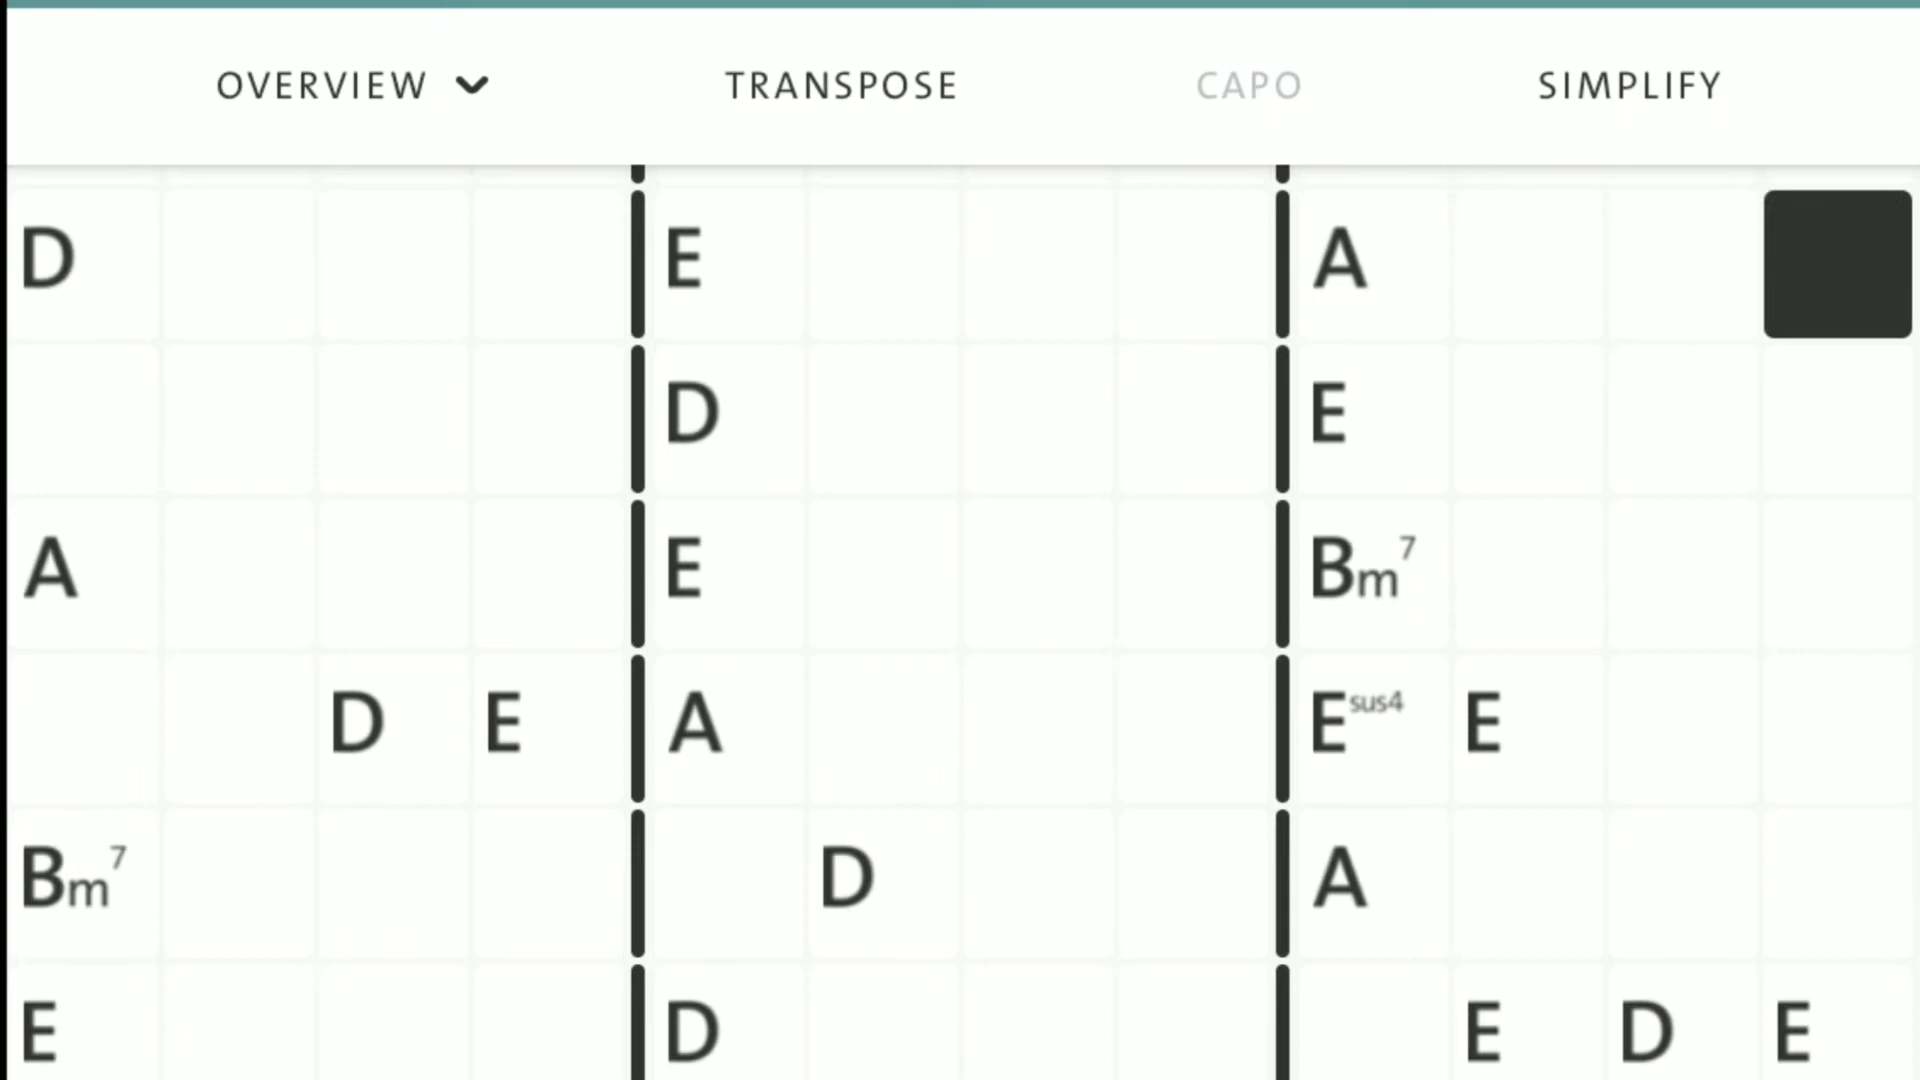 OVERVIEW TRANSPOSE CAPO SIMPLIFY
D E A
D E
A E Bm7
D E A Esus4 E
Bm7 D A
E D E D E